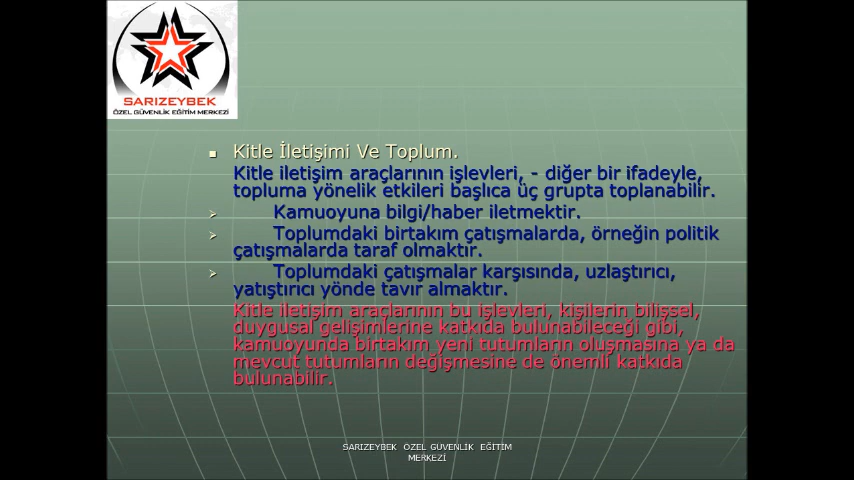 SARIZEYBEK
ÖZEL GÜVENLİK EĞİTİM MERKEZİ
Kitle İletişimi Ve Toplum.
Kitle iletişim araçlarının işlevleri, - diğer bir ifadeyle,
topluma yönelik etkileri başlıca üç grupta toplanabilir.
Kamuoyuna bilgi/haber iletmektir.
Toplumdaki birtakım çatışmalarda, örneğin politik
çatışmalarda taraf olmaktır.
Toplumdaki çatışmalar karşısında, uzlaştırıcı,
yatıştırıcı yönde tavır almaktır.
Kitle iletişim araçlarının bu işlevleri, kişilerin bilişsel,
duygusal gelişimlerine katkıda bulunabileceği gibi,
kamuoyunda birtakım yeni tutumların oluşmasına ya da
mevcut tutumların değişmesine de önemli katkıda
bulunabilir.
SARIZEYBEK ÖZEL GÜVENLİK EĞİTİM
MERKEZİ